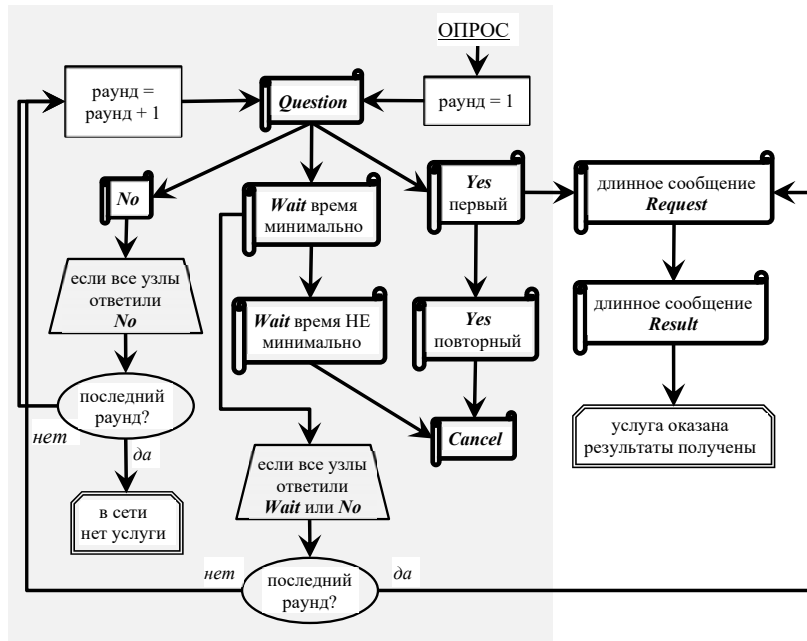 ОПРОС
раунд =
раунд + 1
Question
раунд = 1
No
Wait время
минимально
Yes
первый
длинное сообщение
Request
если все узлы
ответили
No
Wait время НЕ
минимально
Yes
повторный
длинное сообщение
Result
последний
раунд?
нет
да
Cancel
услуга оказана
результаты получены
если все узлы
ответили
Wait или No
в сети
нет услуги
нет
последний
раунд?
да